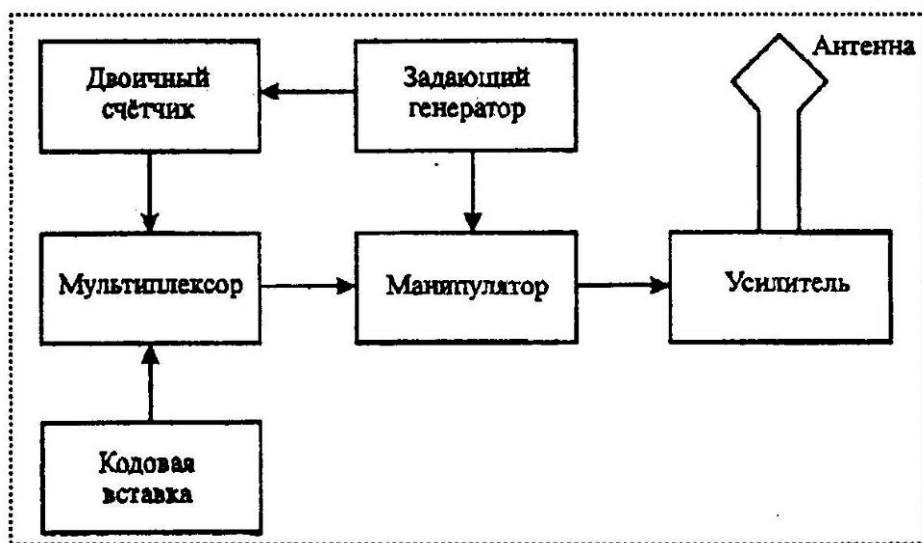 Двоичный
счётчик
Задающий
генератор
Антенна
Мультиплексор
Манипулятор
Усилитель
Кодовая
вставка